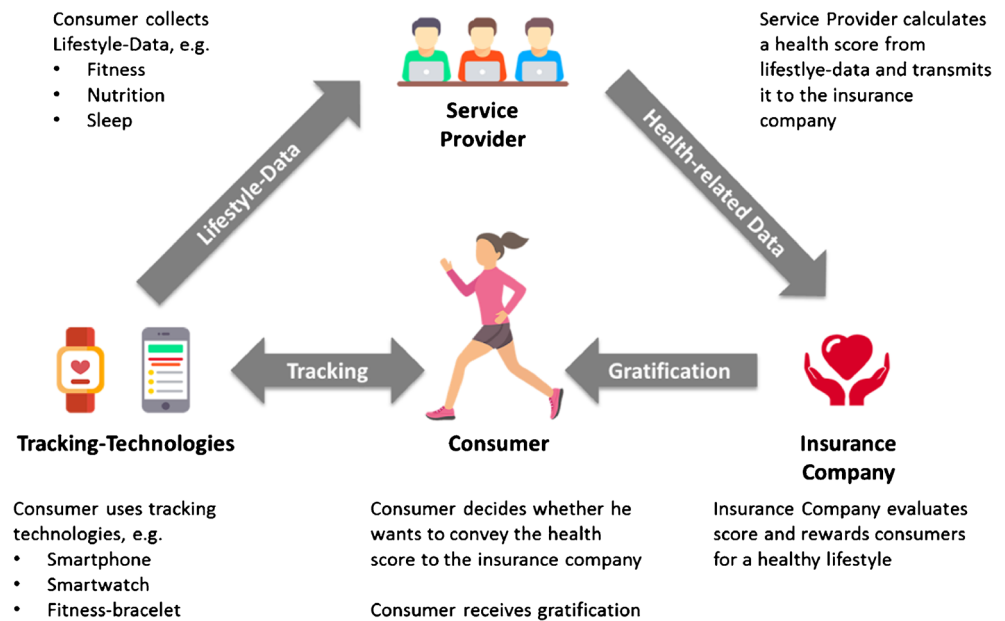 Consumer collects
Lifestyle-Data, e.g.
• Fitness
• Nutrition
• Sleep
Service
Provider
Service Provider calculates
a health score from
lifestlye-data and transmits
it to the insurance
company
Lifestyle-Data
Health-related Data
Tracking
Gratification
Tracking-Technologies
Consumer
Insurance
Company
Consumer uses tracking
technologies, e.g.
• Smartphone
• Smartwatch
• Fitness-bracelet
Consumer decides whether he
wants to convey the health
score to the insurance company
Consumer receives gratification
Insurance Company evaluates
score and rewards consumers
for a healthy lifestyle